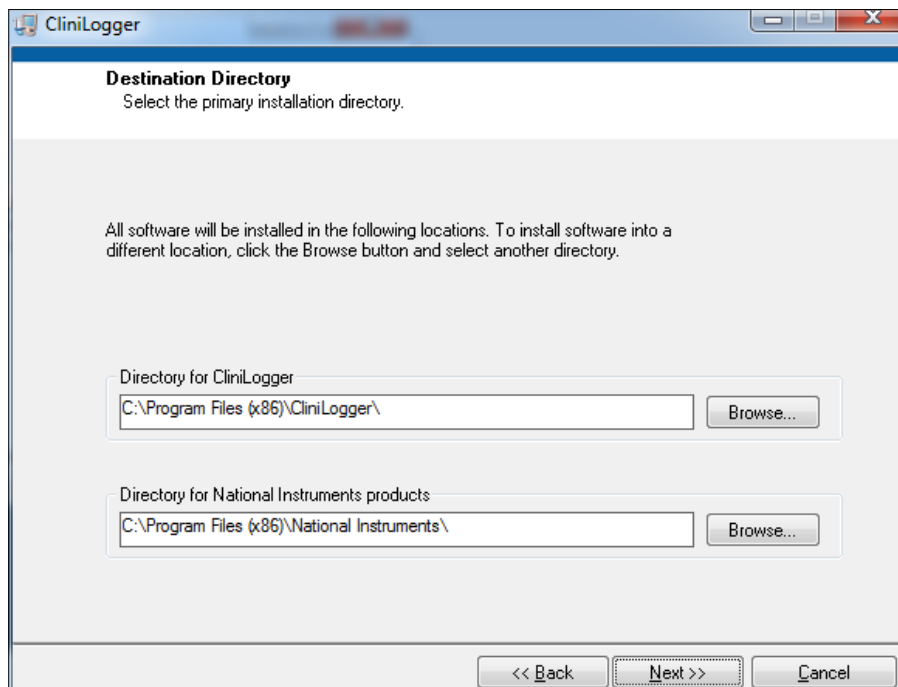 CliniLogger
Destination Directory
Select the primary installation directory.
All software will be installed in the following locations. To install software into a
different location, click the Browse button and select another directory.
Directory for CliniLogger
C:\Program Files (x86)\CliniLogger\
Browse...
Directory for National Instruments products
C:\Program Files (x86)\National Instruments\
Browse...
<< Back
Next >>
Cancel